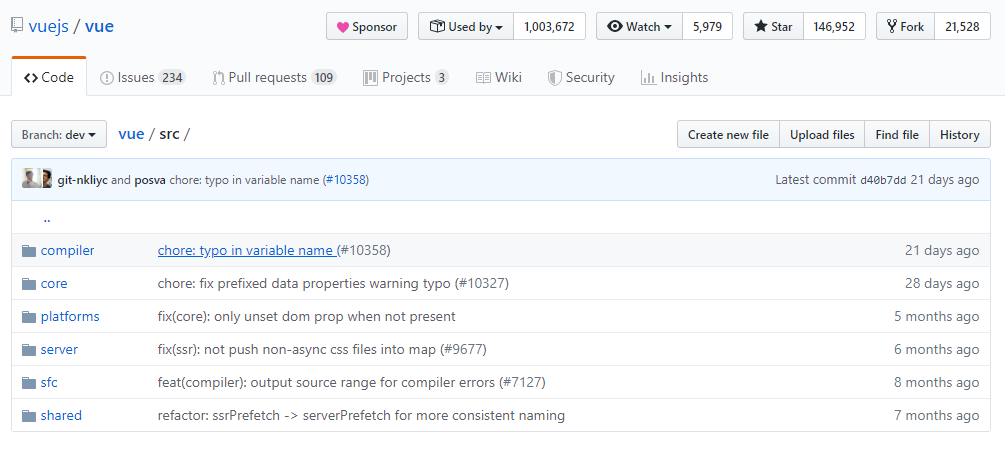 vuejs / vue Sponsor Used by 1,003,672 Watch 5,979 Star 146,952 Fork 21,528
Code Issues 234 Pull requests 109 Projects 3 Wiki Security Insights
Branch: dev vue / src / Create new file Upload files Find file History
git-nkliyc and posva chore: typo in variable name (#10358) Latest commit d40b7dd 21 days ago
..
compiler chore: typo in variable name (#10358) 21 days ago
core chore: fix prefixed data properties warning typo (#10327) 28 days ago
platforms fix(core): only unset dom prop when not present 5 months ago
server fix(ssr): not push non-async css files into map (#9677) 6 months ago
sfc feat(compiler): output source range for compiler errors (#7127) 8 months ago
shared refactor: ssrPrefetch -> serverPrefetch for more consistent naming 7 months ago